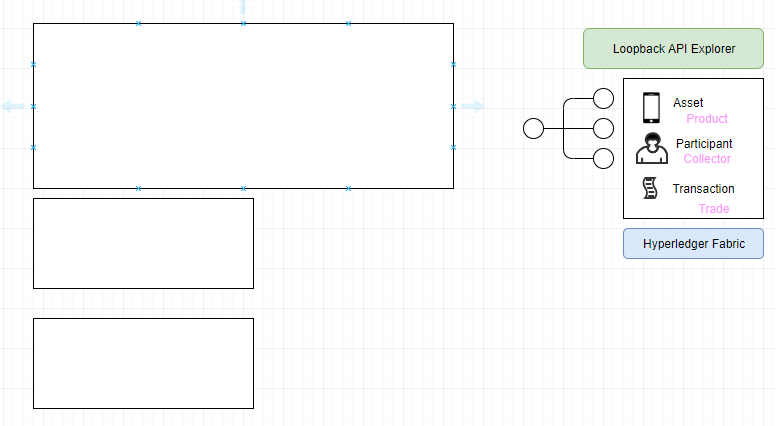 Loopback API Explorer
Asset
Product
Participant
Collector
Transaction
Trade
Hyperledger Fabric